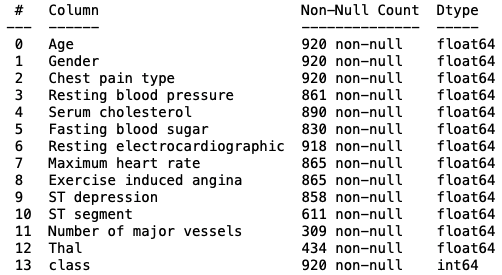 #   Column                        Non-Null Count  Dtype
---  ------                        --------------  -----
0   Age                           920 non-null    float64
1   Gender                        920 non-null    float64
2   Chest pain type               920 non-null    float64
3   Resting blood pressure        861 non-null    float64
4   Serum cholesterol             890 non-null    float64
5   Fasting blood sugar           830 non-null    float64
6   Resting electrocardiographic  918 non-null    float64
7   Maximum heart rate            865 non-null    float64
8   Exercise induced angina       865 non-null    float64
9   ST depression                 858 non-null    float64
10  ST segment                    611 non-null    float64
11  Number of major vessels       309 non-null    float64
12  Thal                          434 non-null    float64
13  class                         920 non-null    int64